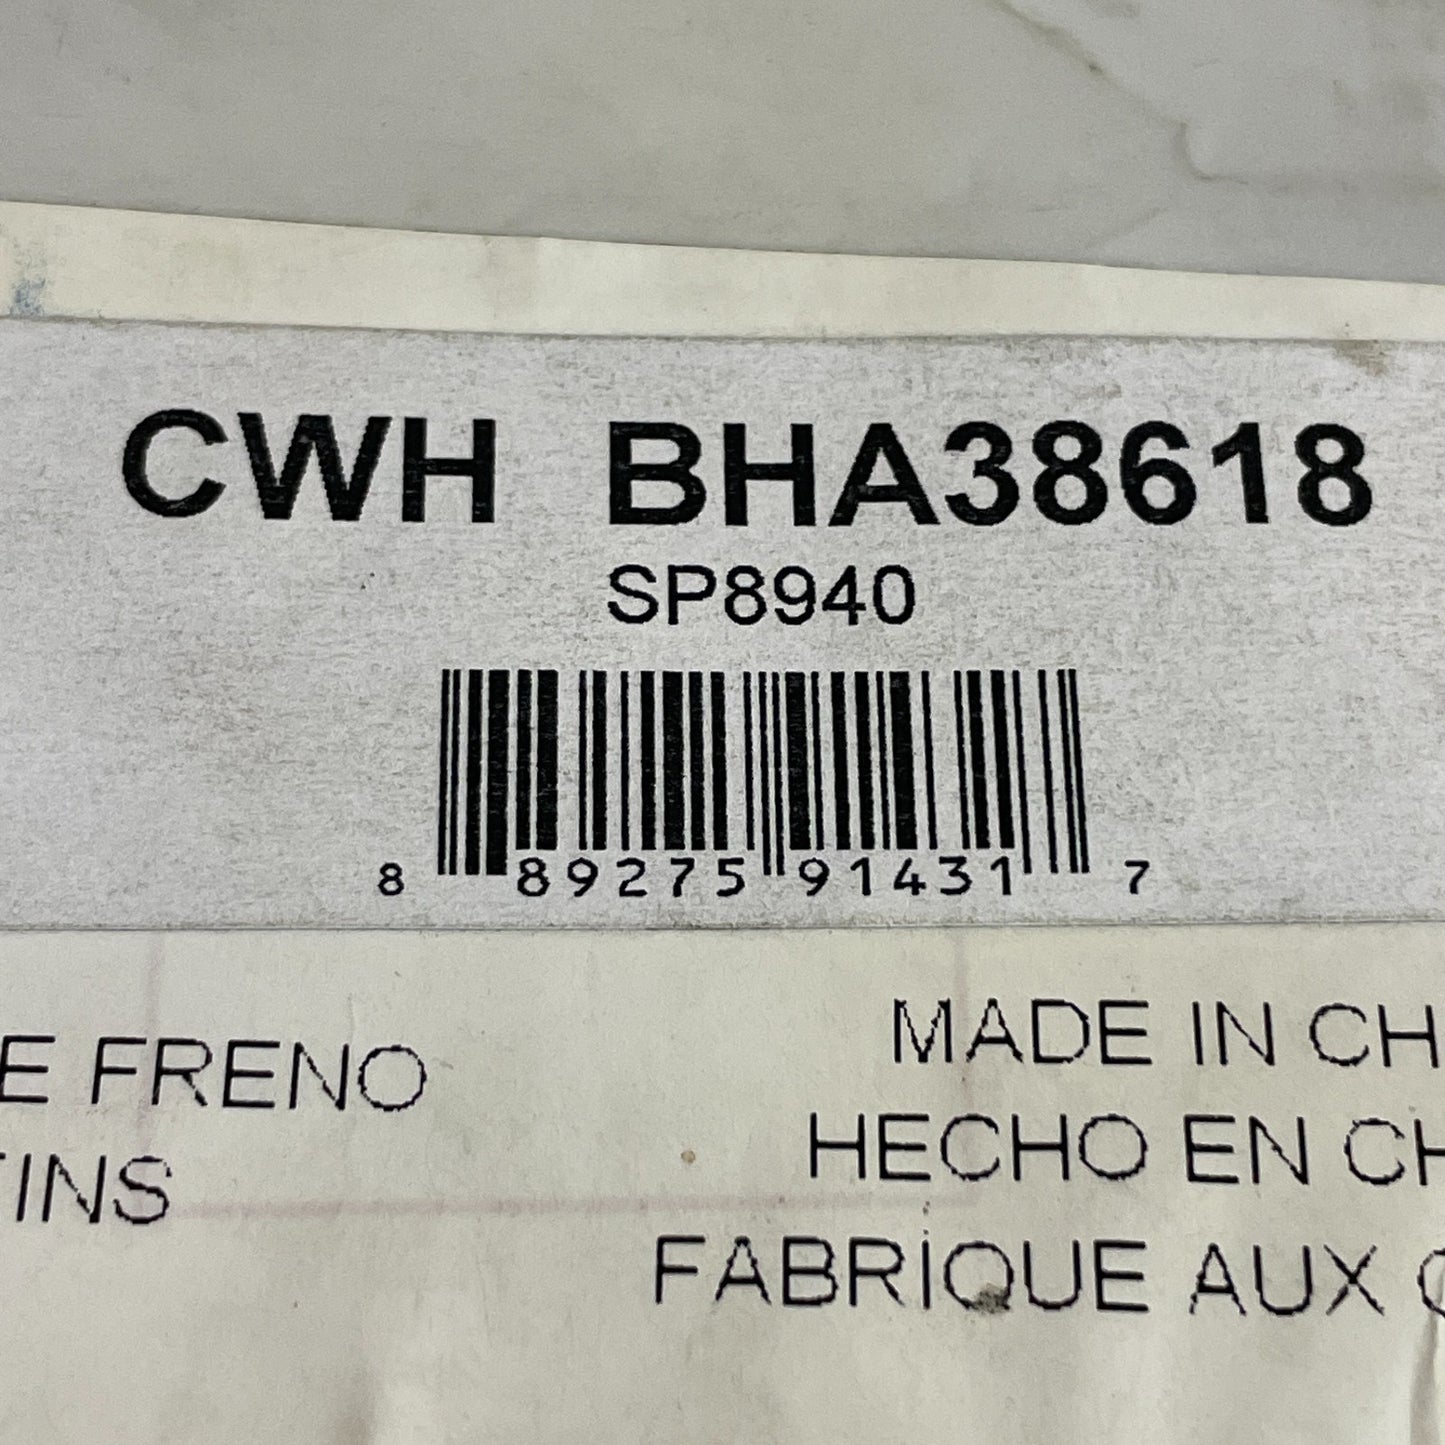 CWH BHA38618
SP8940
8 89275 91431 7
E FRENO
TINS
MADE IN CH
HECHO EN CH
FABRIQUE AUX